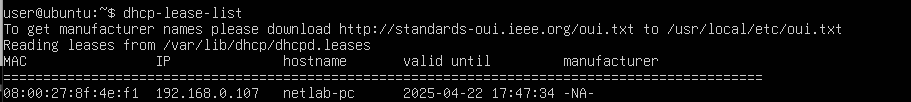 user@ubuntu:~$ dhcp-lease-list
To get manufacturer names please download http://standards-oui.ieee.org/oui.txt to /usr/local/etc/oui.txt
Reading leases from /var/lib/dhcp/dhcpd.leases
MAC                IP              hostname       valid until         manufacturer
===============================================================================================
08:00:27:8f:4e:f1  192.168.0.107   netlab-pc      2025-04-22 17:47:34 -NA-